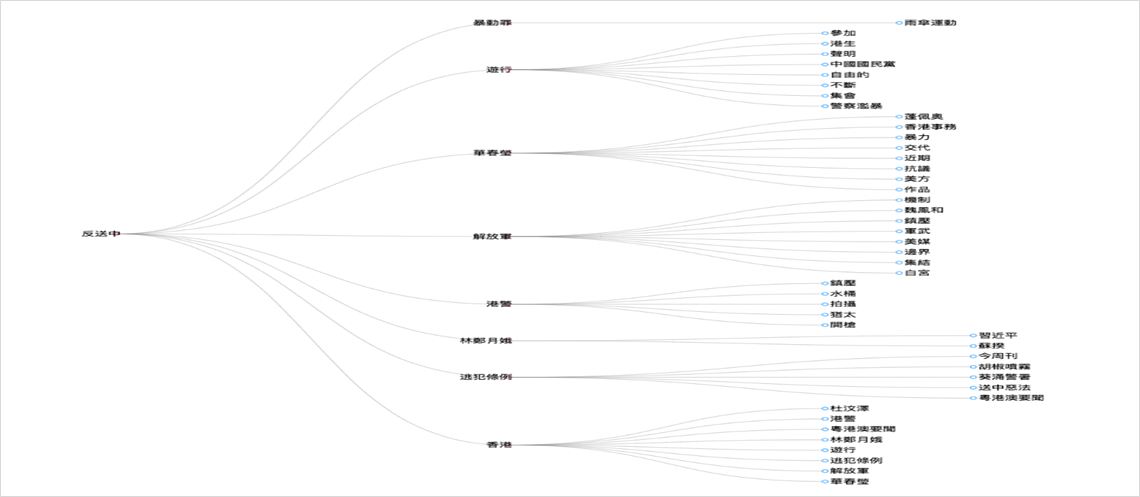 反送中
暴動罪
雨傘運動
遊行
參加
港生
聲明
中國國民黨
自由的
不斷
集會
警察濫暴
華春瑩
蓬佩奧
香港事務
暴力
交代
近期
抗議
美方
作品
解放軍
機制
魏鳳和
鎮壓
軍武
美媒
邊界
集結
白宮
港警
鎮壓
水桶
拍攝
猶太
開槍
林鄭月娥
習近平
蘇揆
逃犯條例
今周刊
胡椒噴霧
葵涌警署
送中惡法
粵港澳要聞
香港
杜汶澤
港警
粵港澳要聞
林鄭月娥
遊行
逃犯條例
解放軍
華春瑩